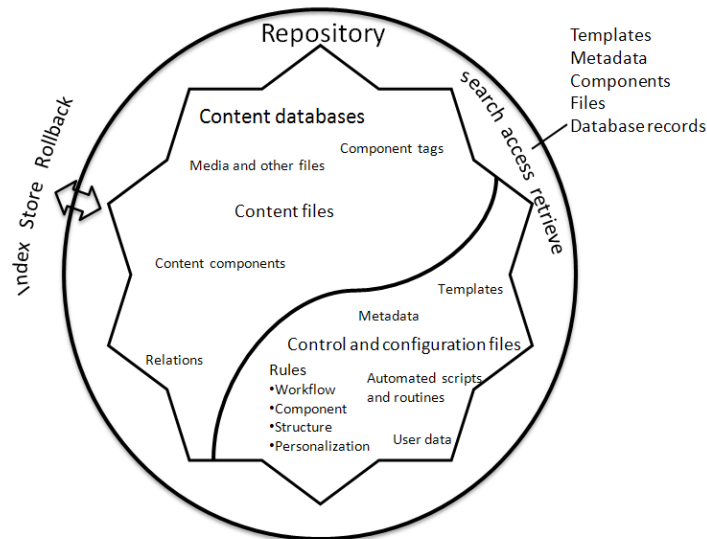 Repository
Templates
Metadata
Components
Files
Database records
search access retrieve
Index Store Rollback
Content databases
Component tags
Media and other files
Content files
Content components
Templates
Metadata
Control and configuration files
Relations
Rules
•Workflow
•Component
•Structure
•Personalization
Automated scripts
and routines
User data